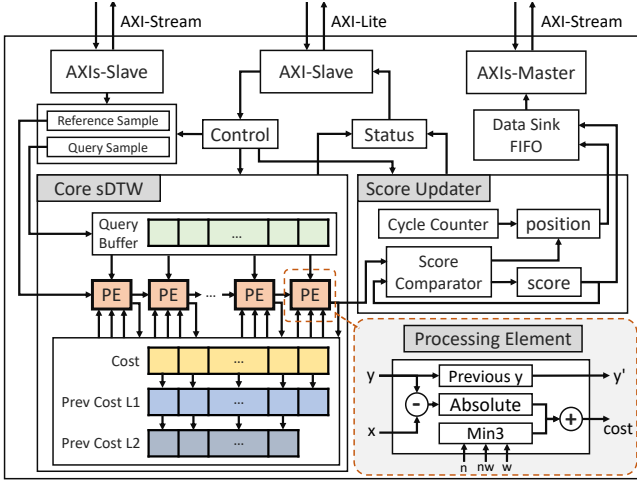 AXI-Stream
AXI-Lite
AXI-Stream
AXIs-Slave
AXI-Slave
AXIs-Master
Reference Sample
Query Sample
Control
Status
Data Sink
FIFO
Core sDTW
Score Updater
Query
Buffer
...
Cycle Counter
position
PE
PE
...
PE
PE
Score
Comparator
score
Cost
...
Prev Cost L1
...
Prev Cost L2
...
Processing Element
y
Previous y
y'
-
Absolute
+
x
Min3
cost
n
nw
w